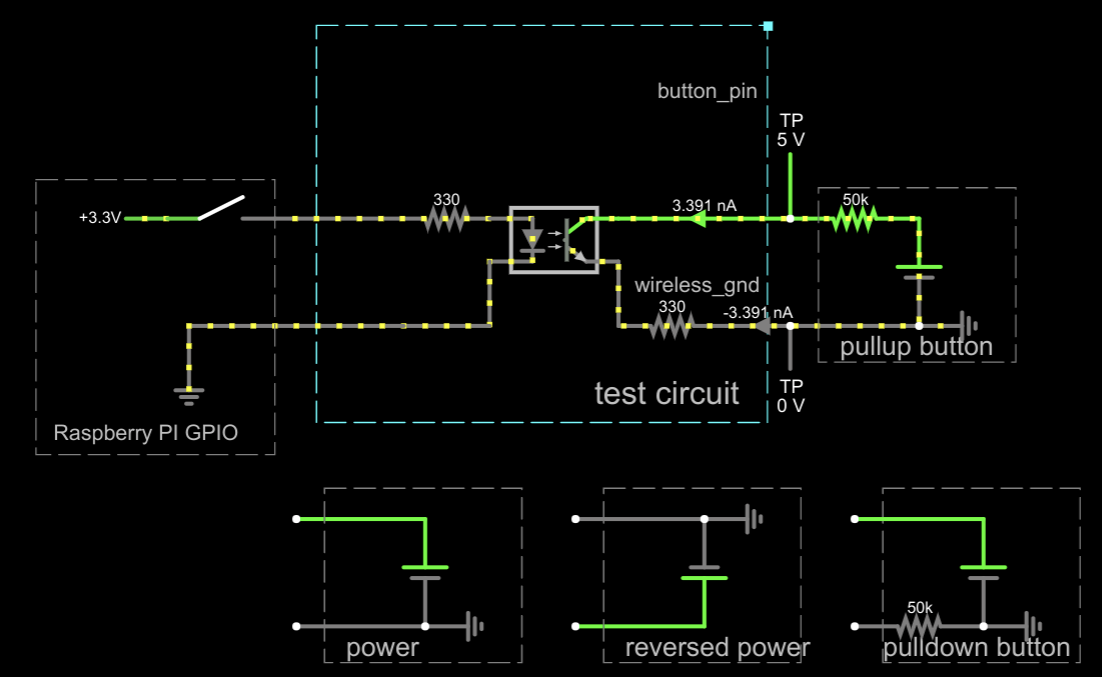 button_pin
TP
5 V
+3.3V
330
3.391 nA
50k
wireless_gnd
330
-3.391 nA
pullup button
TP
0 V
test circuit
Raspberry PI GPIO
50k
power
reversed power
pulldown button